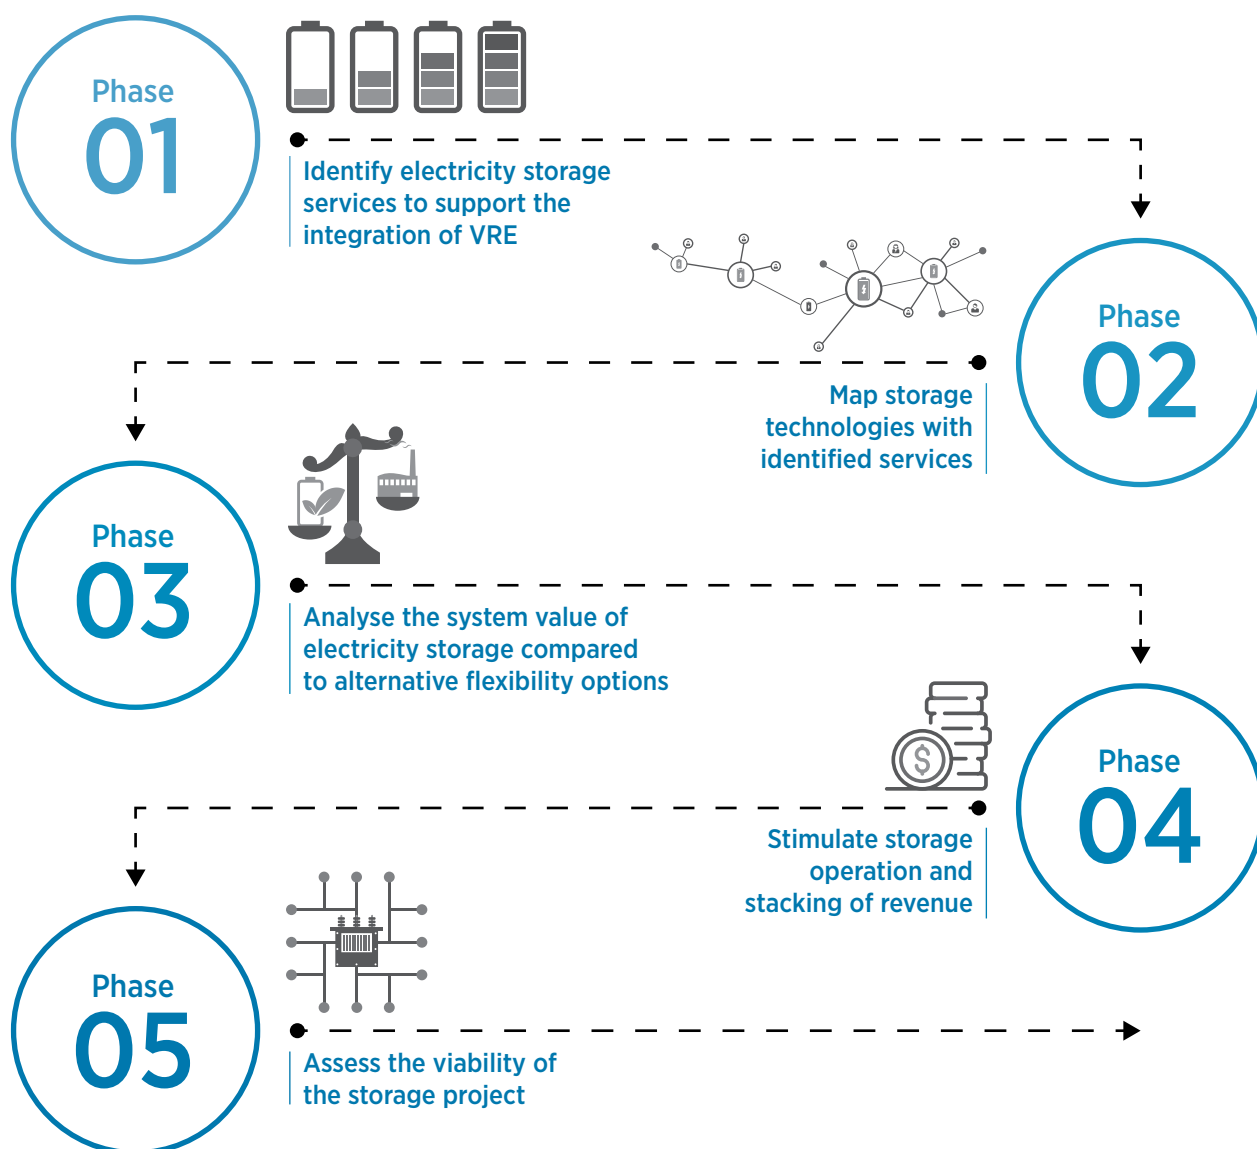 Phase
01
Identify electricity storage
services to support the
integration of VRE
Phase
02
Map storage
technologies with
identified services
Phase
03
Analyse the system value of
electricity storage compared
to alternative flexibility options
Phase
04
Stimulate storage
operation and
stacking of revenue
Phase
05
Assess the viability of
the storage project